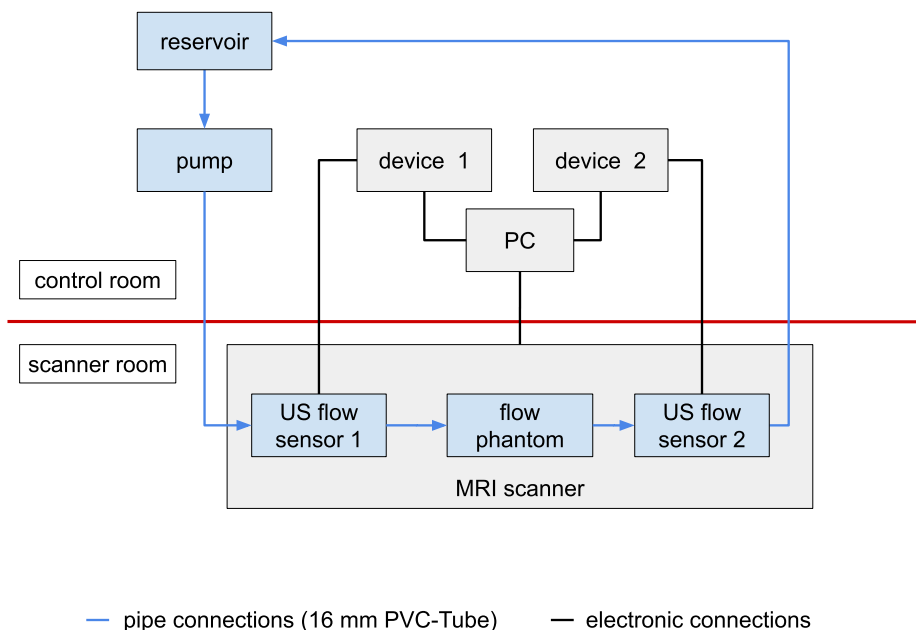 reservoir
pump
device 1
device 2
PC
control room
scanner room
US flow
sensor 1
flow
phantom
US flow
sensor 2
MRI scanner
pipe connections (16 mm PVC-Tube)
electronic connections